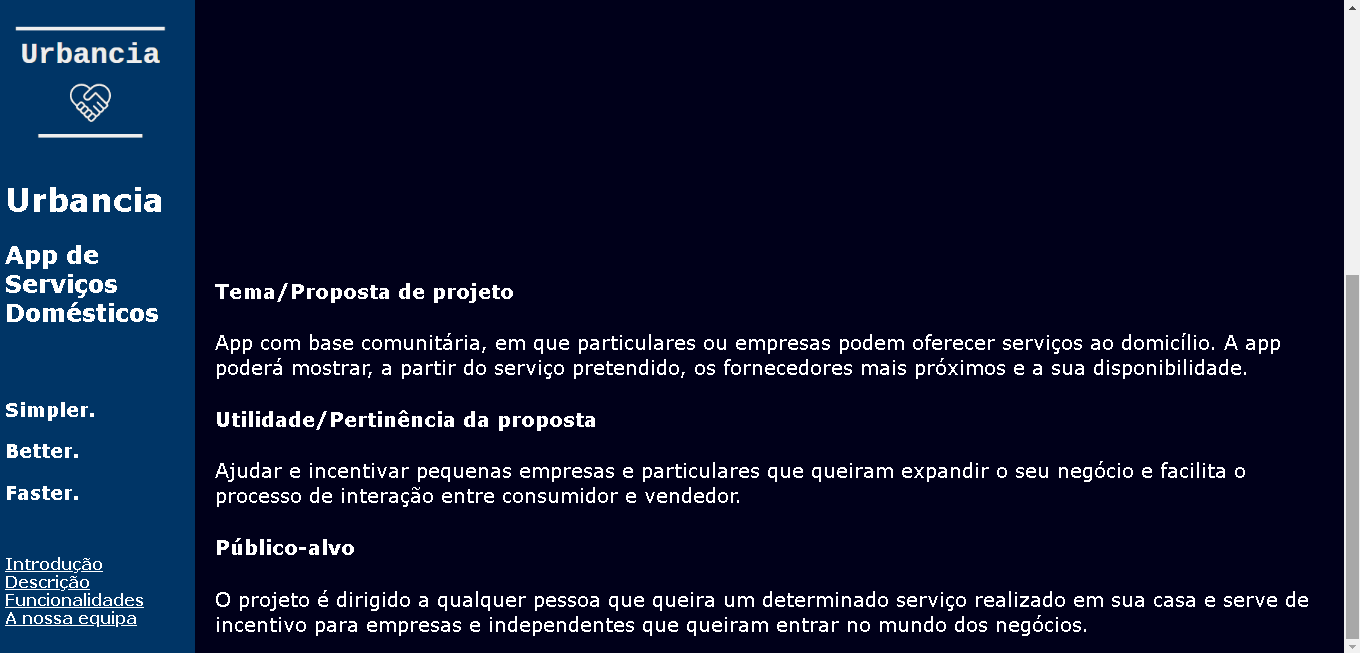 Urbancia
Urbancia
App de
Serviços
Domésticos
Simpler.
Better.
Faster.
Introdução
Descrição
Funcionalidades
A nossa equipa
Tema/Proposta de projeto
App com base comunitária, em que particulares ou empresas podem oferecer serviços ao domicílio. A app
poderá mostrar, a partir do serviço pretendido, os fornecedores mais próximos e a sua disponibilidade.
Utilidade/Pertinência da proposta
Ajudar e incentivar pequenas empresas e particulares que queiram expandir o seu negócio e facilita o
processo de interação entre consumidor e vendedor.
Público-alvo
O projeto é dirigido a qualquer pessoa que queira um determinado serviço realizado em sua casa e serve de
incentivo para empresas e independentes que queiram entrar no mundo dos negócios.